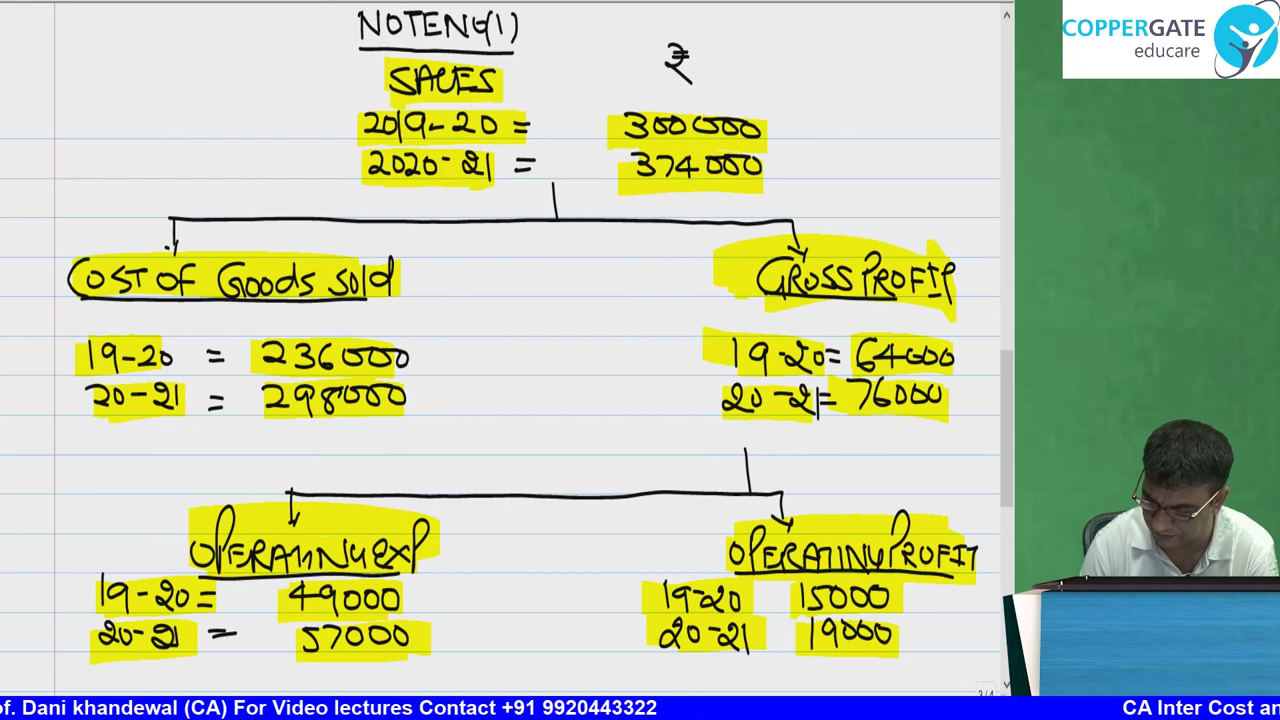 NOTENO(1)
COPPERGATE
educare
₹
SALES
2019-20 = 300000
2020-21 = 374000
COST OF GOODS SOLD
GROSS PROFIT
19-20 = 236000
20-21 = 298000
19-20= 64000
20-21= 76000
OPERATING EXP
OPERATING PROFIT
19-20= 49000
20-21 = 57000
19-20 15000
20-21 19000
3/4
of. Dani khandewal (CA) For Video lectures Contact +91 9920443322
CA Inter Cost an